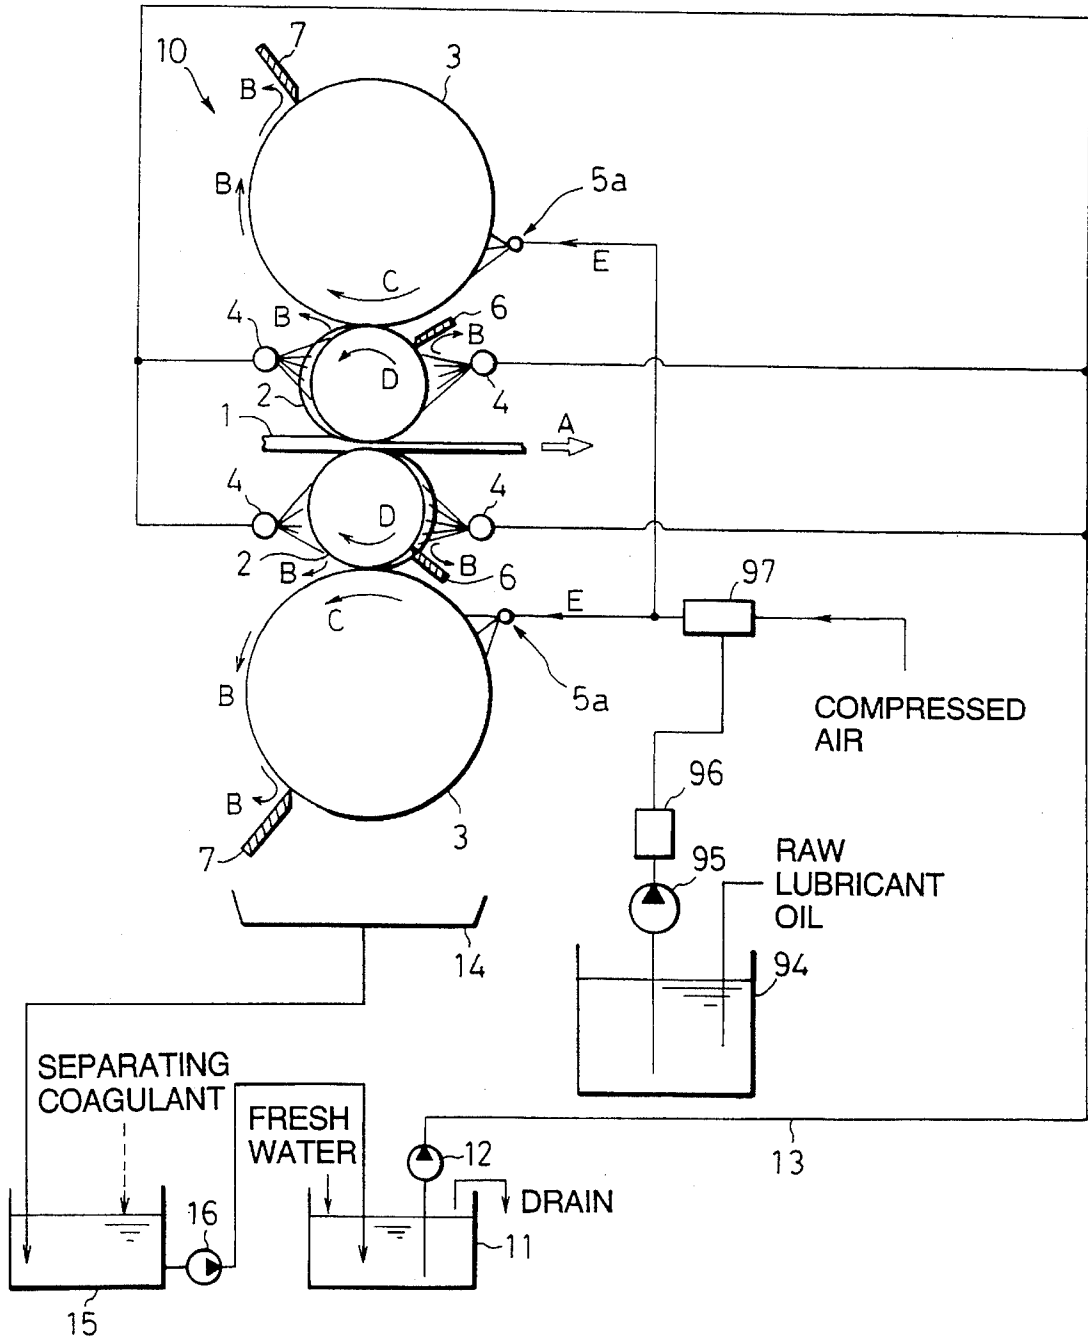 7
10
3
B
B
5a
E
C
B
6
4
B
D
2
4
1
A
4
4
D
2
B
B
6
97
E
C
B
5a
COMPRESSED
AIR
96
B
3
7
95
RAW
LUBRICANT
OIL
14
94
SEPARATING
COAGULANT
FRESH
WATER
12
13
DRAIN
16
11
15